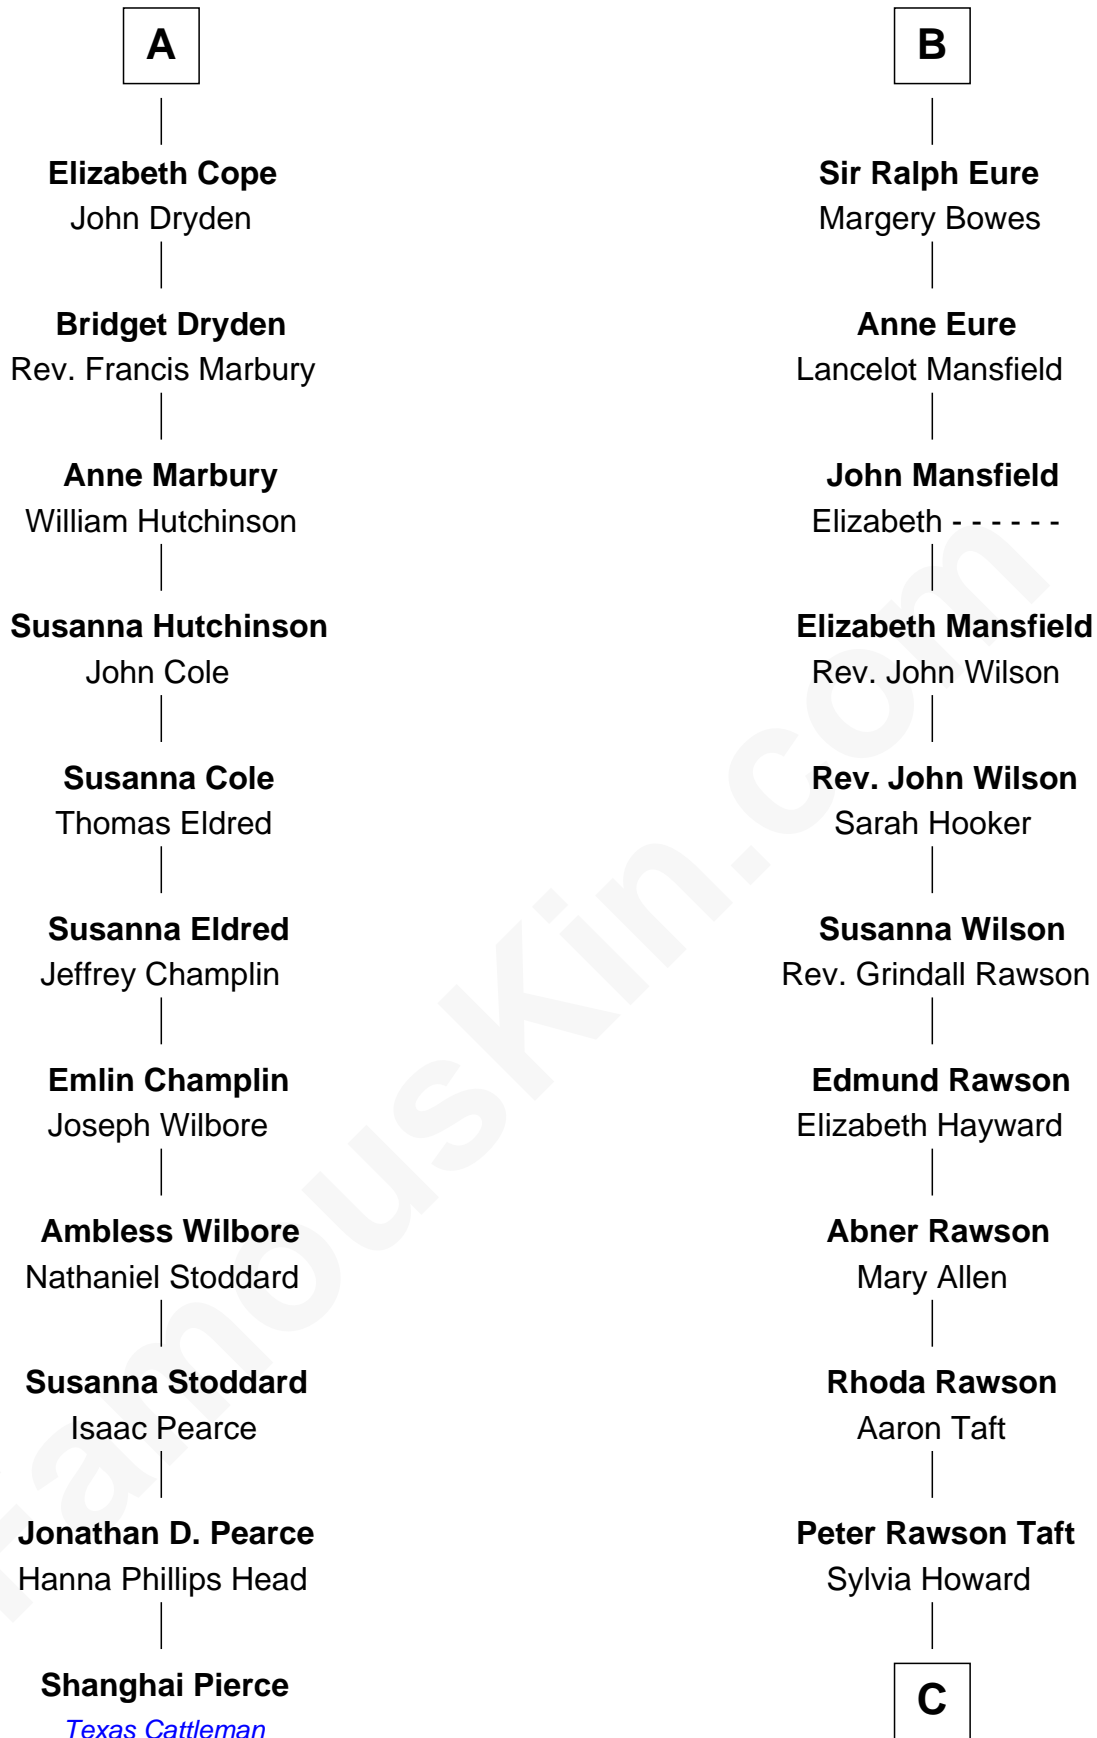 A
Elizabeth Cope
John Dryden
Bridget Dryden
Rev. Francis Marbury
Anne Marbury
William Hutchinson
Susanna Hutchinson
John Cole
Susanna Cole
Thomas Eldred
Susanna Eldred
Jeffrey Champlin
Emlin Champlin
Joseph Wilbore
Ambless Wilbore
Nathaniel Stoddard
Susanna Stoddard
Isaac Pearce
Jonathan D. Pearce
Hanna Phillips Head
Shanghai Pierce
Texas Cattleman
B
Sir Ralph Eure
Margery Bowes
Anne Eure
Lancelot Mansfield
John Mansfield
Elizabeth - - - - - -
Elizabeth Mansfield
Rev. John Wilson
Rev. John Wilson
Sarah Hooker
Susanna Wilson
Rev. Grindall Rawson
Edmund Rawson
Elizabeth Hayward
Abner Rawson
Mary Allen
Rhoda Rawson
Aaron Taft
Peter Rawson Taft
Sylvia Howard
C
FamousKin.com